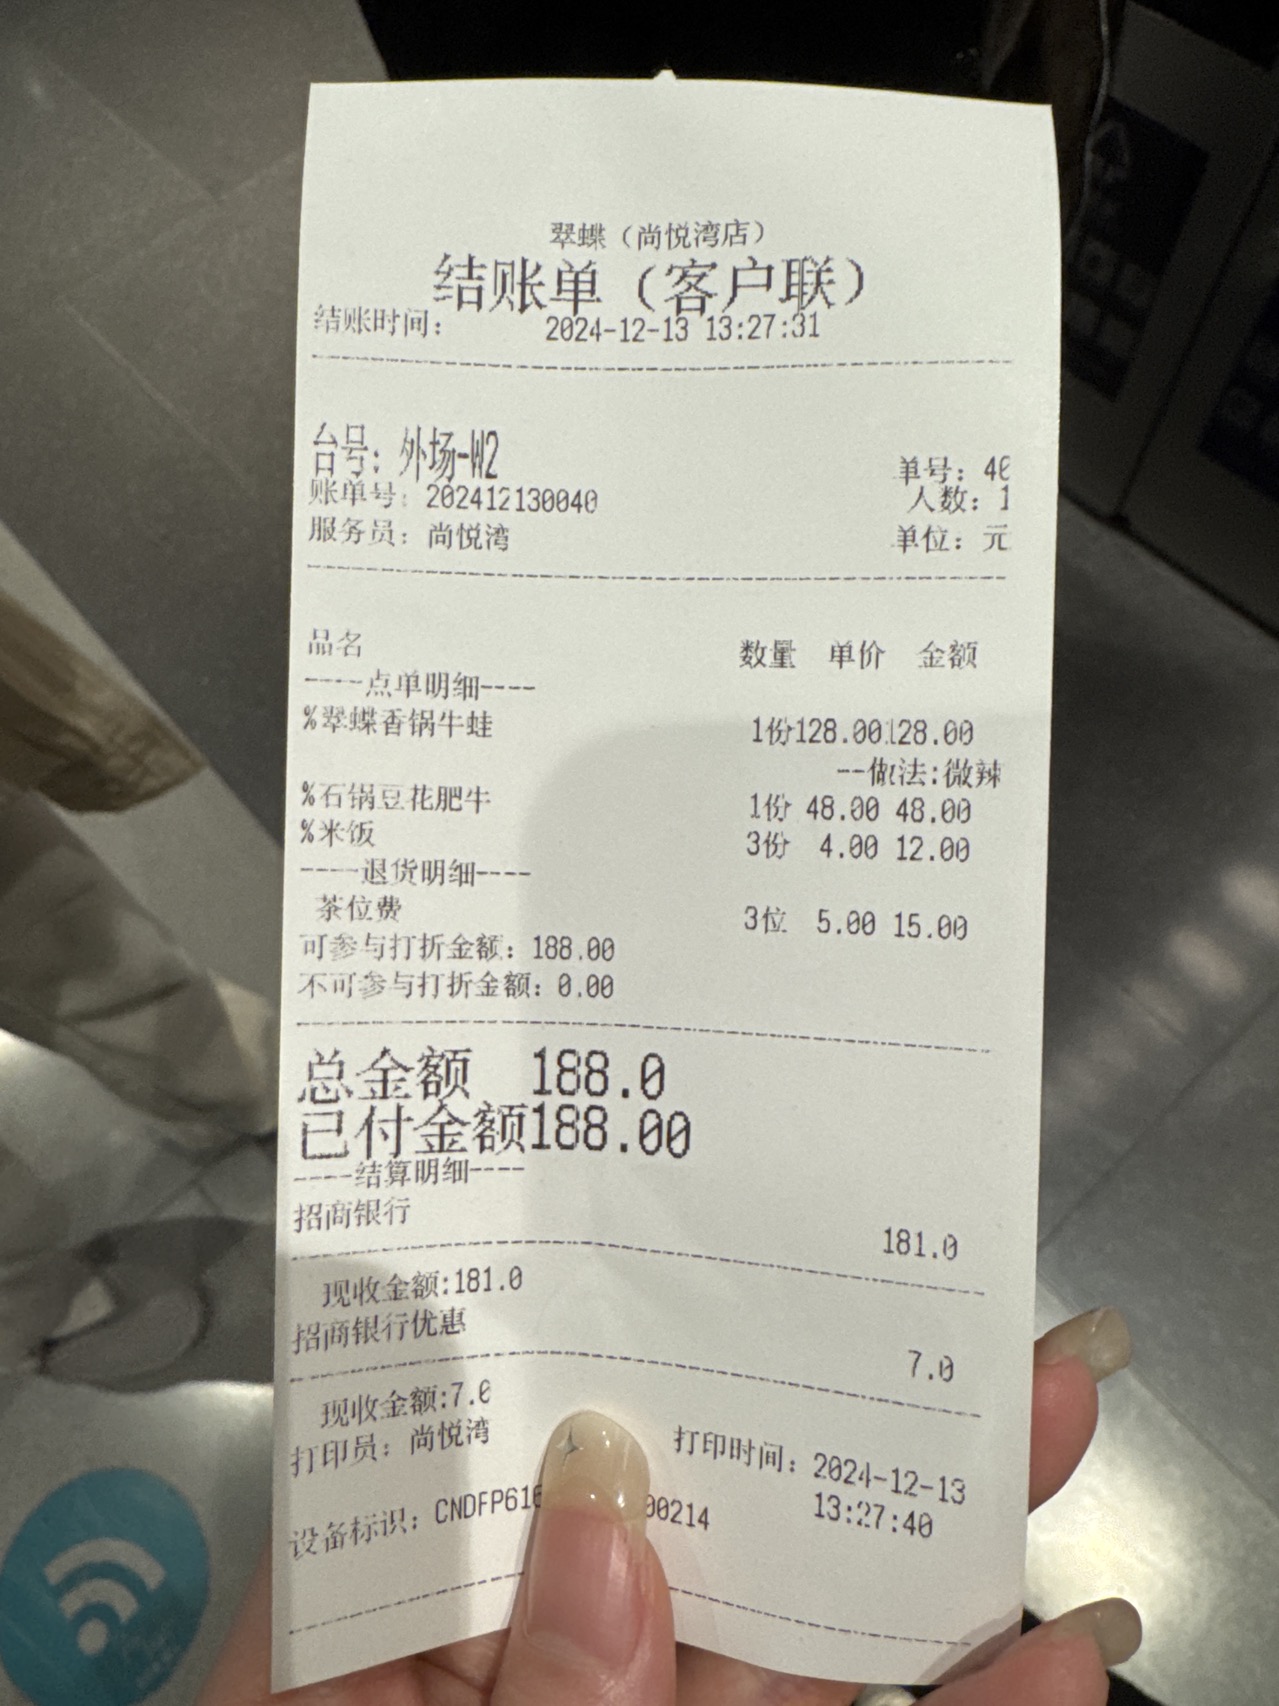 翠蝶（尚悦湾店）
结账单（客户联）
结账时间： 2024-12-13 13:27:31
台号：外场-W2
单号：40
账单号：202412130040
人数：1
服务员：尚悦湾
单位：元
品名 数量 单价 金额
----点单明细----
%翠蝶香锅牛蛙 1份128.00128.00
--做法:微辣
%石锅豆花肥牛 1份 48.00 48.00
%米饭 3份 4.00 12.00
----退货明细----
茶位费 3位 5.00 15.00
可参与打折金额：188.00
不可参与打折金额：0.00
总金额 188.0
已付金额188.00
----结算明细----
招商银行 181.0
现收金额:181.0
招商银行优惠 7.0
现收金额:7.0
打印员：尚悦湾 打印时间：2024-12-13
13:27:40
设备标识：CNDFP61 00214